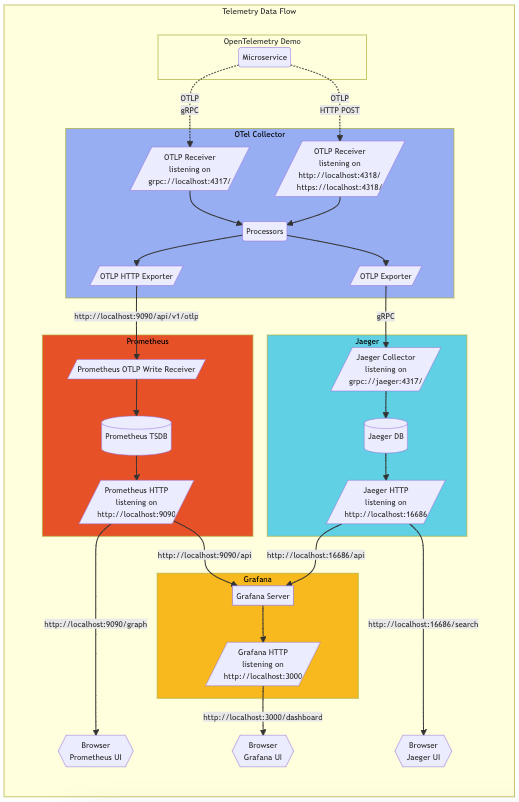 Telemetry Data Flow
OpenTelemetry Demo
Microservice
OTLP
gRPC
OTLP
HTTP POST
OTel Collector
OTLP Receiver
listening on
grpc://localhost:4317/
OTLP Receiver
listening on
http://localhost:4318/
https://localhost:4318/
Processors
OTLP HTTP Exporter
OTLP Exporter
http://localhost:9090/api/v1/otlp
gRPC
Prometheus
Prometheus OTLP Write Receiver
Prometheus TSDB
Prometheus HTTP
listening on
http://localhost:9090
Jaeger
Jaeger Collector
listening on
grpc://jaeger:4317/
Jaeger DB
Jaeger HTTP
listening on
http://localhost:16686
http://localhost:9090/api
http://localhost:16686/api
Grafana
Grafana Server
http://localhost:9090/graph
http://localhost:16686/search
Grafana HTTP
listening on
http://localhost:3000
http://localhost:3000/dashboard
Browser
Prometheus UI
Browser
Grafana UI
Browser
Jaeger UI